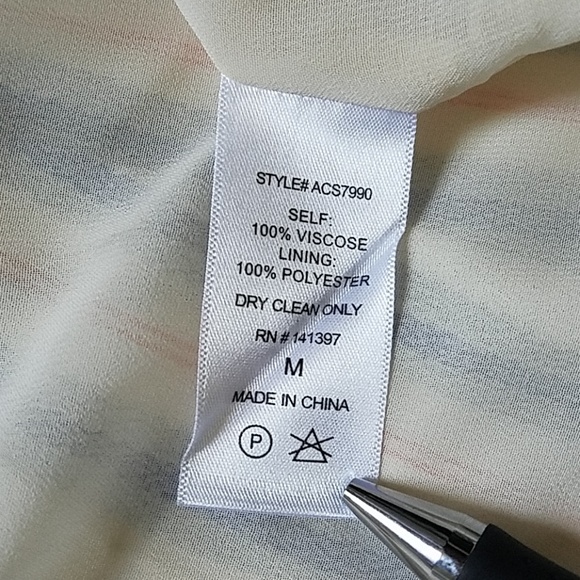 STYLE# ACS7990
SELF:
100% VISCOSE
LINING:
100% POLYESTER
DRY CLEAN ONLY
RN # 141397
M
MADE IN CHINA
P